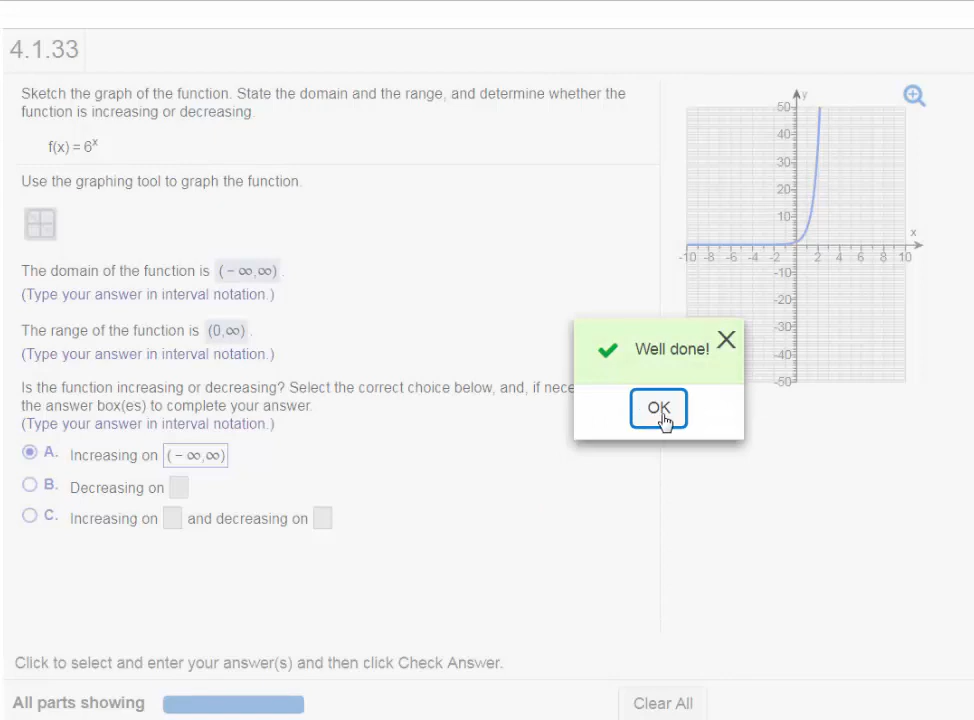 4.1.33
Sketch the graph of the function. State the domain and the range, and determine whether the
function is increasing or decreasing.
f(x) = 6^x
Use the graphing tool to graph the function.
The domain of the function is (−∞,∞).
(Type your answer in interval notation.)
The range of the function is (0,∞).
(Type your answer in interval notation.)
Is the function increasing or decreasing? Select the correct choice below, and, if
the answer box(es) to complete your answer.
(Type your answer in interval notation.)
A. Increasing on (−∞,∞)
B. Decreasing on
C. Increasing on and decreasing on
y
50
40
30
20
10
x
-10 -8 -6 -4 -2 2 4 6 8 10
-10
-20
-30
-40
-50
Well done!
OK
Click to select and enter your answer(s) and then click Check Answer.
All parts showing
Clear All